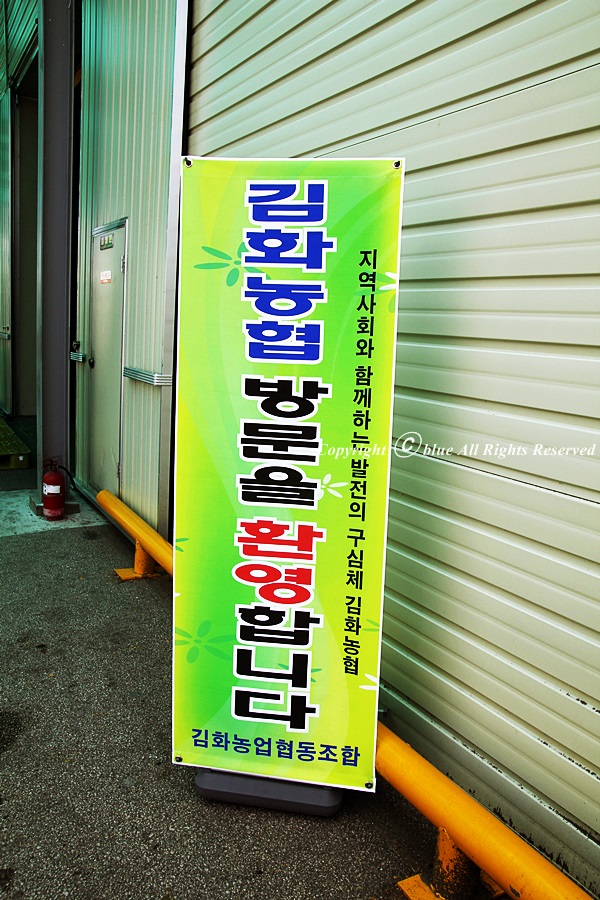 김화농협 방문을 환영합니다
지역사회와 함께하는 발전의 구심체 김화농협
김화농업협동조합
Copyright ⓒ blue All Rights Reserved